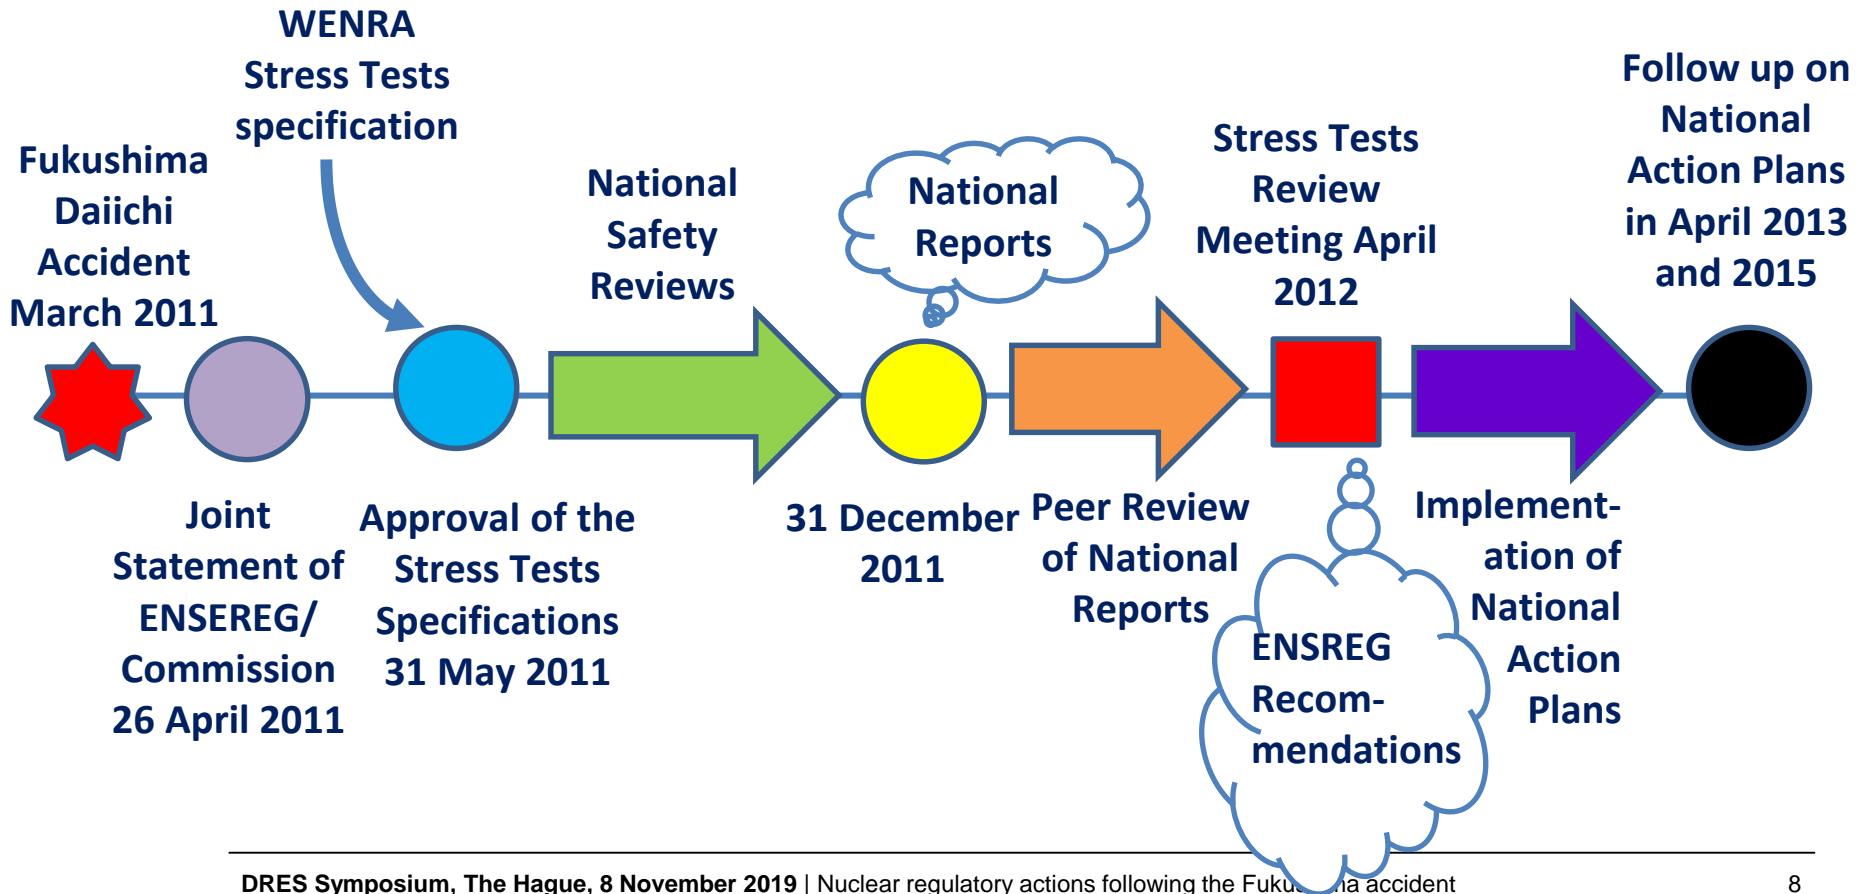 WENRA
Stress Tests
specification
Fukushima
Daiichi
Accident
March 2011
National
Safety
Reviews
National
Reports
Stress Tests
Review
Meeting April
2012
Follow up on
National
Action Plans
in April 2013
and 2015
Joint
Statement of
ENSEREG/
Commission
26 April 2011
Approval of the
Stress Tests
Specifications
31 May 2011
31 December
2011
Peer Review
of National
Reports
ENSREG
Recom-
mendations
Implement-
ation of
National
Action
Plans
DRES Symposium, The Hague, 8 November 2019 | Nuclear regulatory actions following the Fukushima accident
8